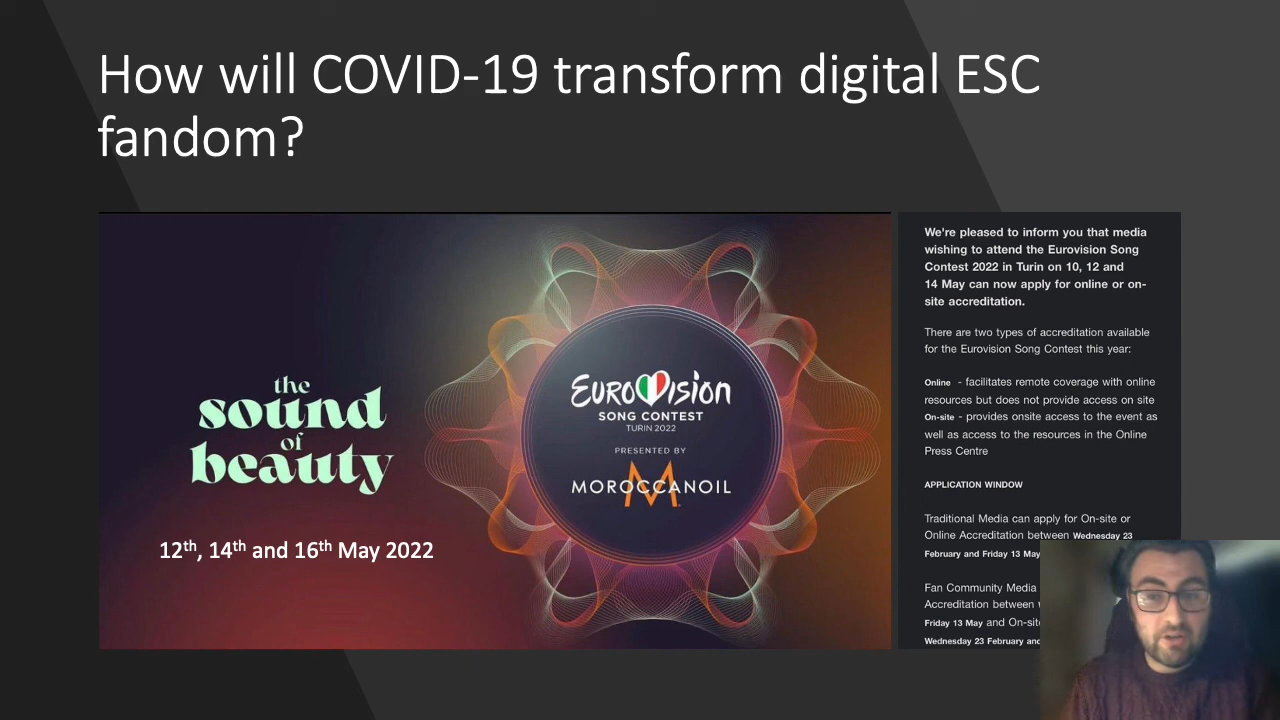 How will COVID-19 transform digital ESC
fandom?
the
sound
of
beauty
12th, 14th and 16th May 2022
EUROVISION
SONG CONTEST
TURIN 2022
PRESENTED BY
M
MOROCCANOIL
We're pleased to inform you that media
wishing to attend the Eurovision Song
Contest 2022 in Turin on 10, 12 and
14 May can now apply for online or on-
site accreditation.
There are two types of accreditation available
for the Eurovision Song Contest this year:
Online - facilitates remote coverage with online
resources but does not provide access on site
On-site - provides onsite access to the event as
well as access to the resources in the Online
Press Centre
APPLICATION WINDOW
Traditional Media can apply for On-site or
Online Accreditation between Wednesday 23
February and Friday 13 May
Fan Community Media
Accreditation between
Friday 13 May and On-site
Wednesday 23 February and